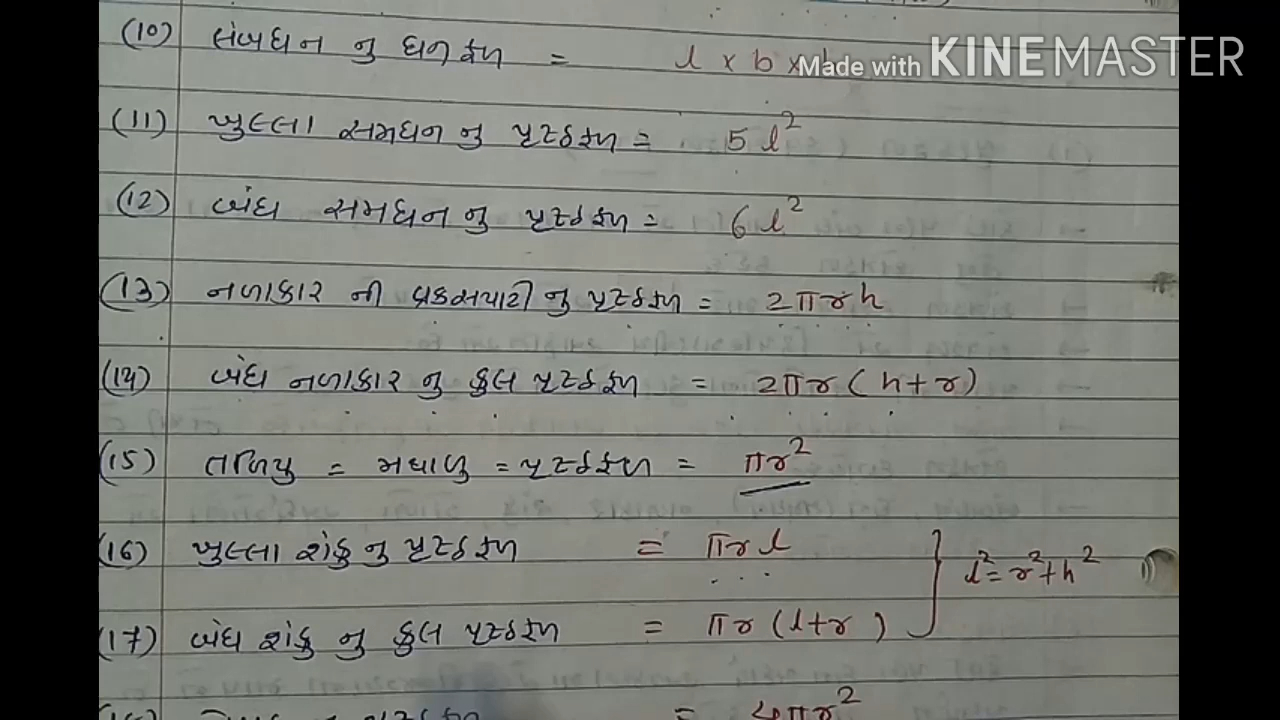 (10) લંબઘન નુ ઘનફળ = l x b x
Made with KINEMASTER
(11) ખુલ્લા સમઘન નુ પૃષ્ઠફળ = 5 l²
(12) બંધ સમઘન નુ પૃષ્ઠફળ = 6 l²
(13) નળાકાર ની વક્રસપાટી નુ પૃષ્ઠફળ = 2πrh
(14) બંધ નળાકાર નુ કુલ પૃષ્ઠફળ = 2πr (h+r)
(15) તળિયુ = મથાળુ = પૃષ્ઠફળ = πr²
(16) ખુલ્લા શંકુ નુ પૃષ્ઠફળ = πrl
l² = r² + h²
(17) બંધ શંકુ નુ કુલ પૃષ્ઠફળ = πr (l+r)
= 4πr²